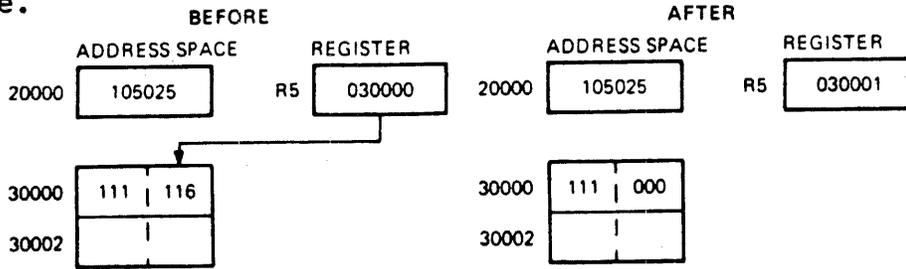 e.
BEFORE
AFTER
ADDRESS SPACE REGISTER
ADDRESS SPACE REGISTER
20000 105025 R5 030000
20000 105025 R5 030001
30000 111 116
30000 111 000
30002
30002